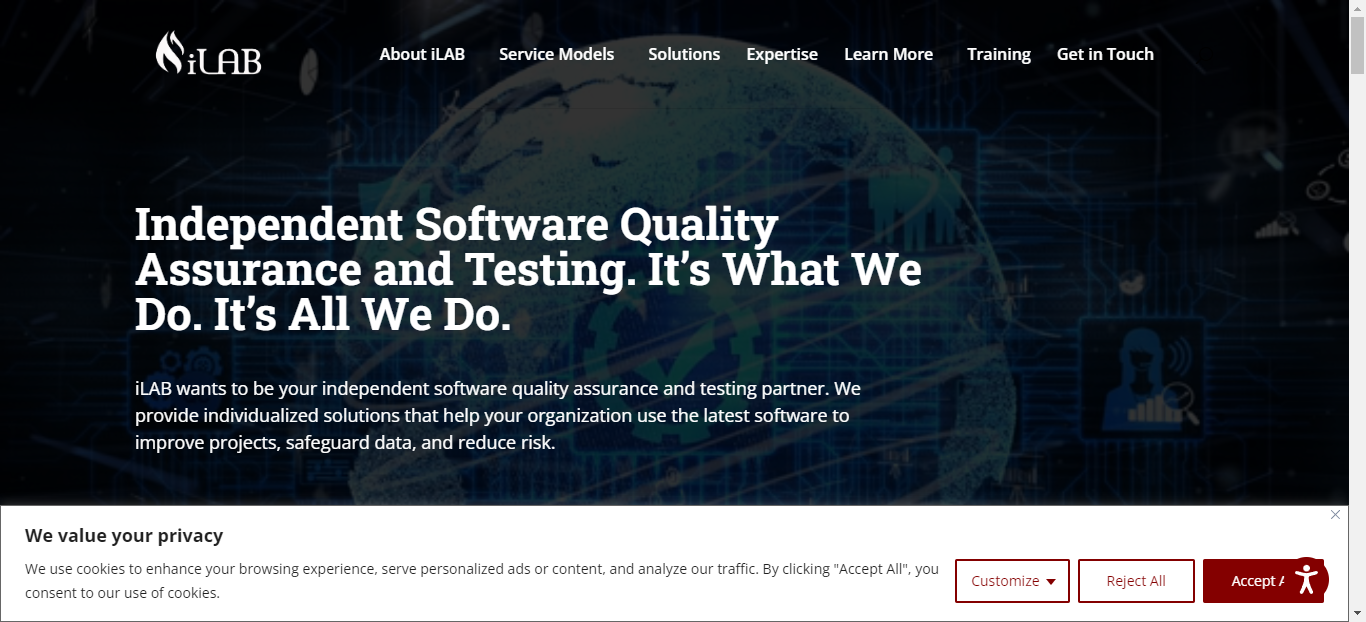 iLAB
About iLAB Service Models Solutions Expertise Learn More Training Get in Touch
Independent Software Quality
Assurance and Testing. It’s What We
Do. It’s All We Do.
iLAB wants to be your independent software quality assurance and testing partner. We
provide individualized solutions that help your organization use the latest software to
improve projects, safeguard data, and reduce risk.
We value your privacy
We use cookies to enhance your browsing experience, serve personalized ads or content, and analyze our traffic. By clicking "Accept All", you
consent to our use of cookies.
Customize Reject All Accept